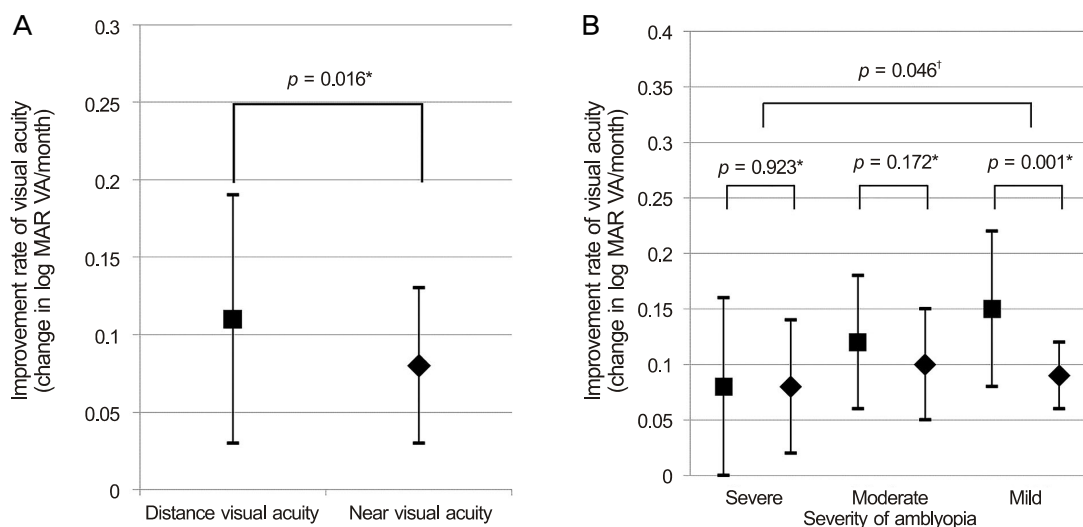 A
Improvement rate of visual acuity
(change in log MAR VA/month)
0.3
0.25
0.2
0.15
0.1
0.05
0
p = 0.016*
Distance visual acuity
Near visual acuity
B
Improvement rate of visual acuity
(change in log MAR VA/month)
0.4
0.35
0.3
0.25
0.2
0.15
0.1
0.05
0
p = 0.046†
p = 0.923*
p = 0.172*
p = 0.001*
Severe
Moderate
Mild
Severity of amblyopia